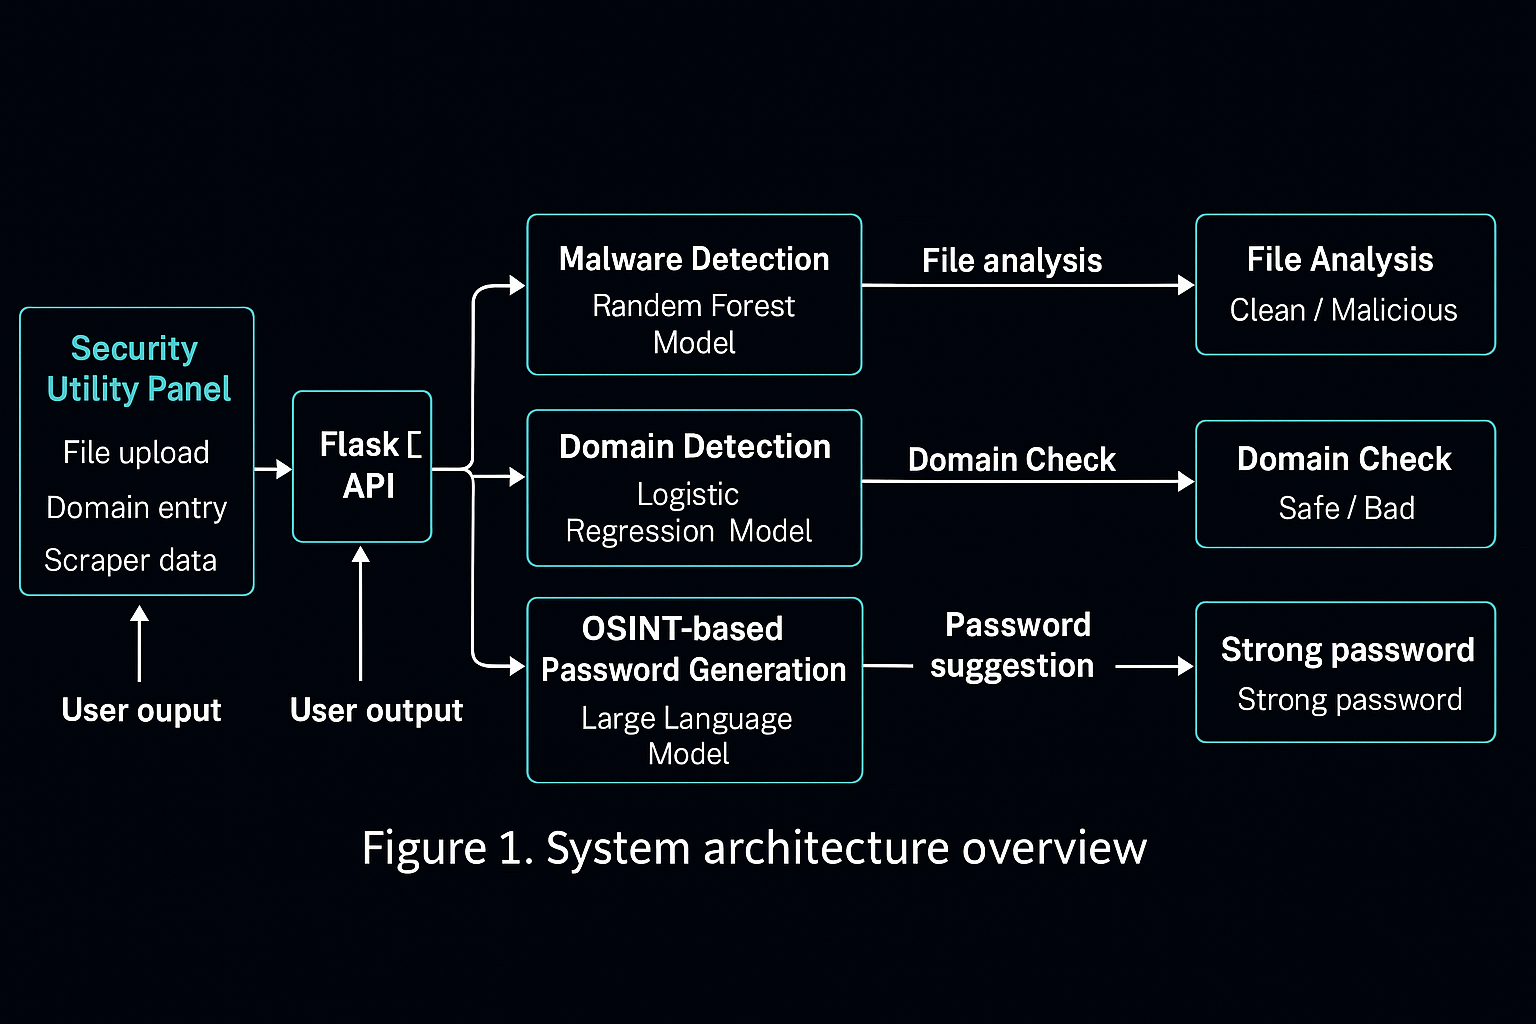 Security
Utility Panel
File upload
Domain entry
Scraper data
User ouput
Flask [
API
User output
Malware Detection
Randem Forest
Model
File analysis
File Analysis
Clean / Malicious
Domain Detection
Logistic
Regression Model
Domain Check
Domain Check
Safe / Bad
OSINT-based
Password Generation
Large Language
Model
Password
suggestion
Strong password
Strong password
Figure 1. System architecture overview